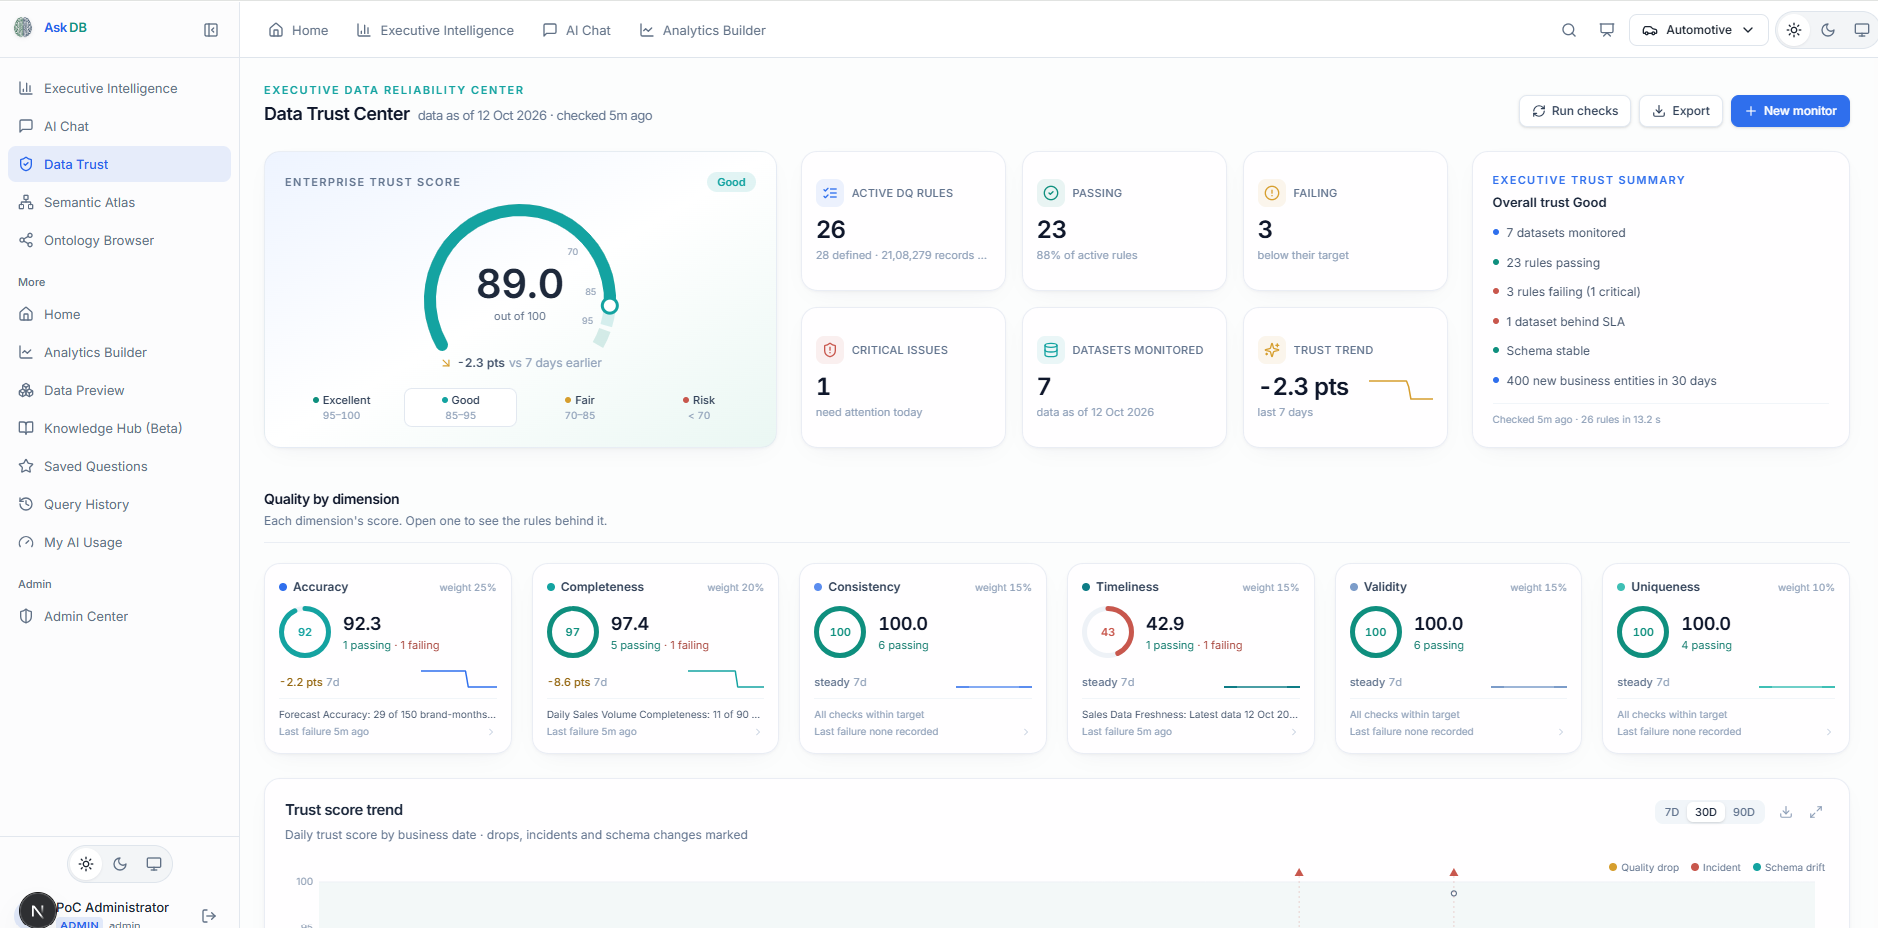 Ask DB
Home
Executive Intelligence
AI Chat
Analytics Builder
Automotive
Executive Intelligence
AI Chat
Data Trust
Semantic Atlas
Ontology Browser
More
Home
Analytics Builder
Data Preview
Knowledge Hub (Beta)
Saved Questions
Query History
My AI Usage
Admin
Admin Center
N
PoC Administrator
ADMIN admin
EXECUTIVE DATA RELIABILITY CENTER
Data Trust Center data as of 12 Oct 2026 · checked 5m ago
Run checks
Export
New monitor
ENTERPRISE TRUST SCORE
Good
70
85
95
89.0
out of 100
-2.3 pts vs 7 days earlier
Excellent
95–100
Good
85–95
Fair
70–85
Risk
< 70
ACTIVE DQ RULES
26
28 defined · 21,08,279 records ...
PASSING
23
88% of active rules
FAILING
3
below their target
CRITICAL ISSUES
1
need attention today
DATASETS MONITORED
7
data as of 12 Oct 2026
TRUST TREND
-2.3 pts
last 7 days
EXECUTIVE TRUST SUMMARY
Overall trust Good
7 datasets monitored
23 rules passing
3 rules failing (1 critical)
1 dataset behind SLA
Schema stable
400 new business entities in 30 days
Checked 5m ago · 26 rules in 13.2 s
Quality by dimension
Each dimension's score. Open one to see the rules behind it.
Accuracy weight 25%
92
92.3
1 passing · 1 failing
-2.2 pts 7d
Forecast Accuracy: 29 of 150 brand-months...
Last failure 5m ago
Completeness weight 20%
97
97.4
5 passing · 1 failing
-8.6 pts 7d
Daily Sales Volume Completeness: 11 of 90 ...
Last failure 5m ago
Consistency weight 15%
100
100.0
6 passing
steady 7d
All checks within target
Last failure none recorded
Timeliness weight 15%
43
42.9
1 passing · 1 failing
steady 7d
Sales Data Freshness: Latest data 12 Oct 20...
Last failure 5m ago
Validity weight 15%
100
100.0
6 passing
steady 7d
All checks within target
Last failure none recorded
Uniqueness weight 10%
100
100.0
4 passing
steady 7d
All checks within target
Last failure none recorded
Trust score trend
Daily trust score by business date · drops, incidents and schema changes marked
7D 30D 90D
Quality drop Incident Schema drift
100
95